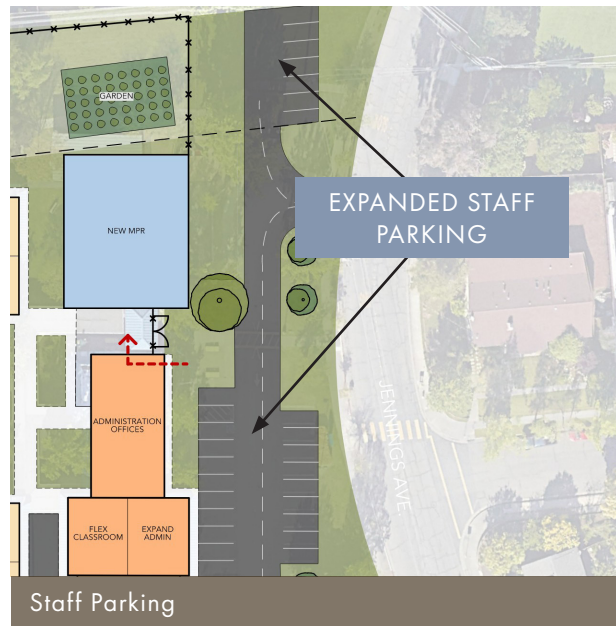 GARDEN
EXPANDED STAFF
PARKING
NEW MPR
JENNINGS AVE
ADMINISTRATION
OFFICES
FLEX
CLASSROOM
EXPAND
ADMIN
Staff Parking